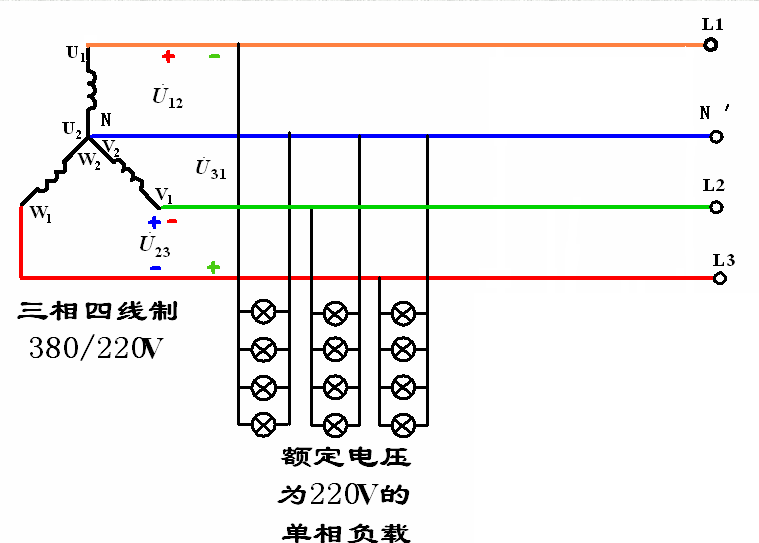 L1
U1
+ −
U̇12
N
N ′
U2
V2
W2
U̇31
V1
L2
W1
+ −
U̇23
− +
L3
三相四线制
380/220V
额定电压
为220V的
单相负载